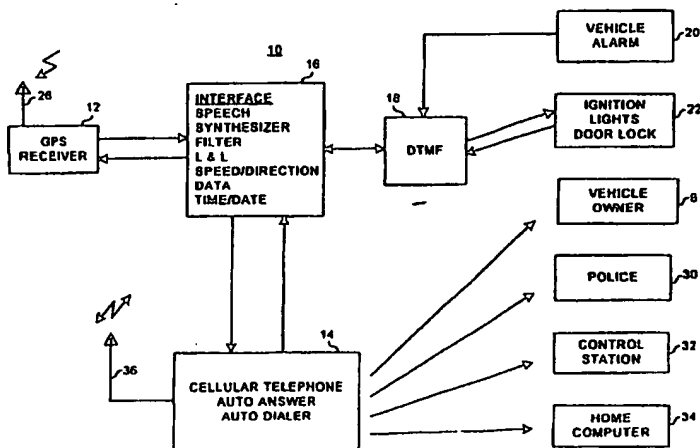 10
26
12
GPS
RECEIVER
16
INTERFACE
SPEECH
SYNTHESIZER
FILTER
L & L
SPEED/DIRECTION
DATA
TIME/DATE
18
DTMF
VEHICLE
ALARM
20
IGNITION
LIGHTS
DOOR LOCK
22
VEHICLE
OWNER
8
POLICE
30
CONTROL
STATION
32
HOME
COMPUTER
34
36
14
CELLULAR TELEPHONE
AUTO ANSWER
AUTO DIALER